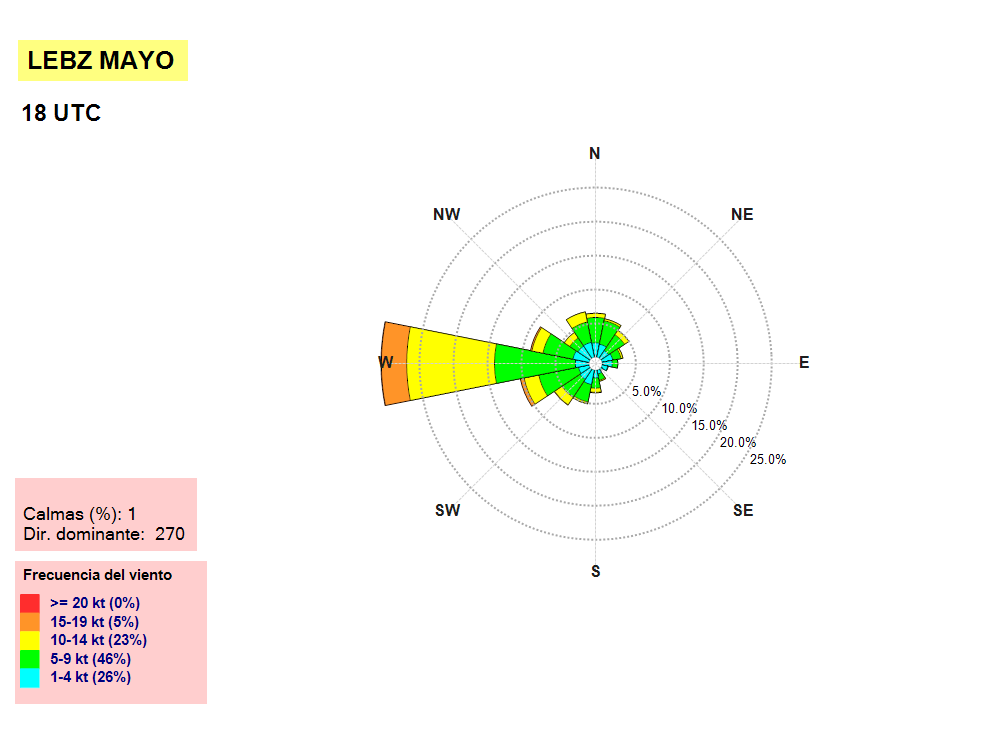 LEBZ MAYO
18 UTC
N
NW
NE
W
E
5.0%
10.0%
15.0%
20.0%
25.0%
SW
SE
S
Calmas (%): 1
Dir. dominante:  270
Frecuencia del viento
>= 20 kt (0%)
15-19 kt (5%)
10-14 kt (23%)
5-9 kt (46%)
1-4 kt (26%)